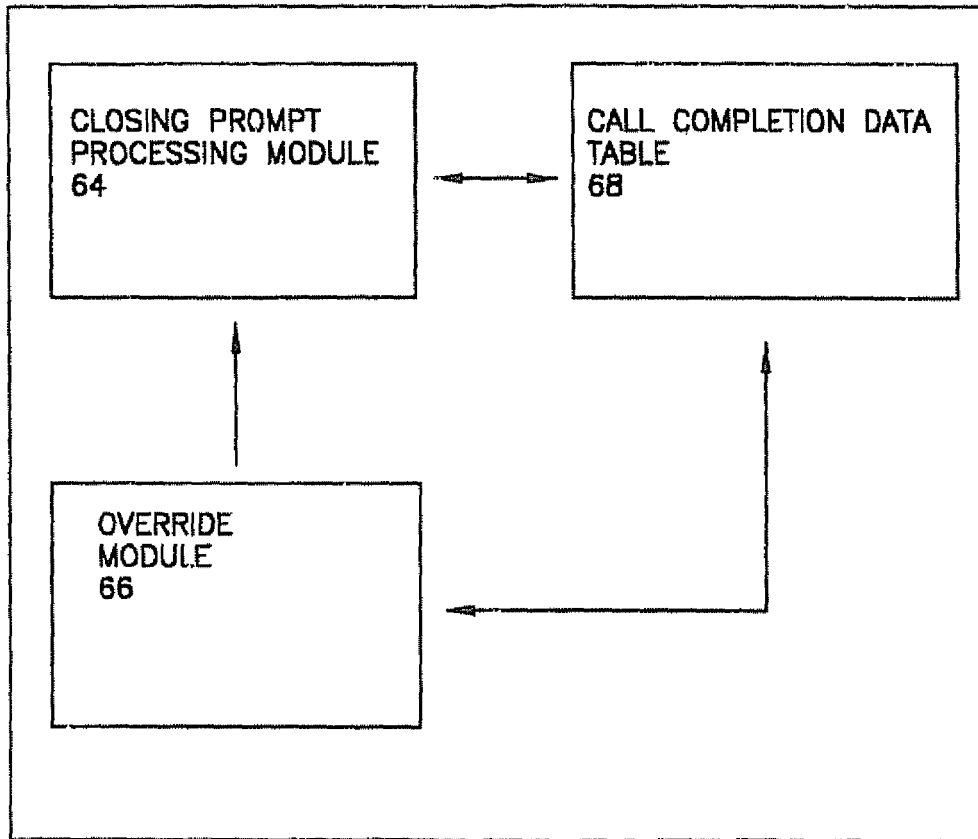 CLOSING PROMPT
PROCESSING MODULE
64
CALL COMPLETION DATA
TABLE
68
OVERRIDE
MODULE
66